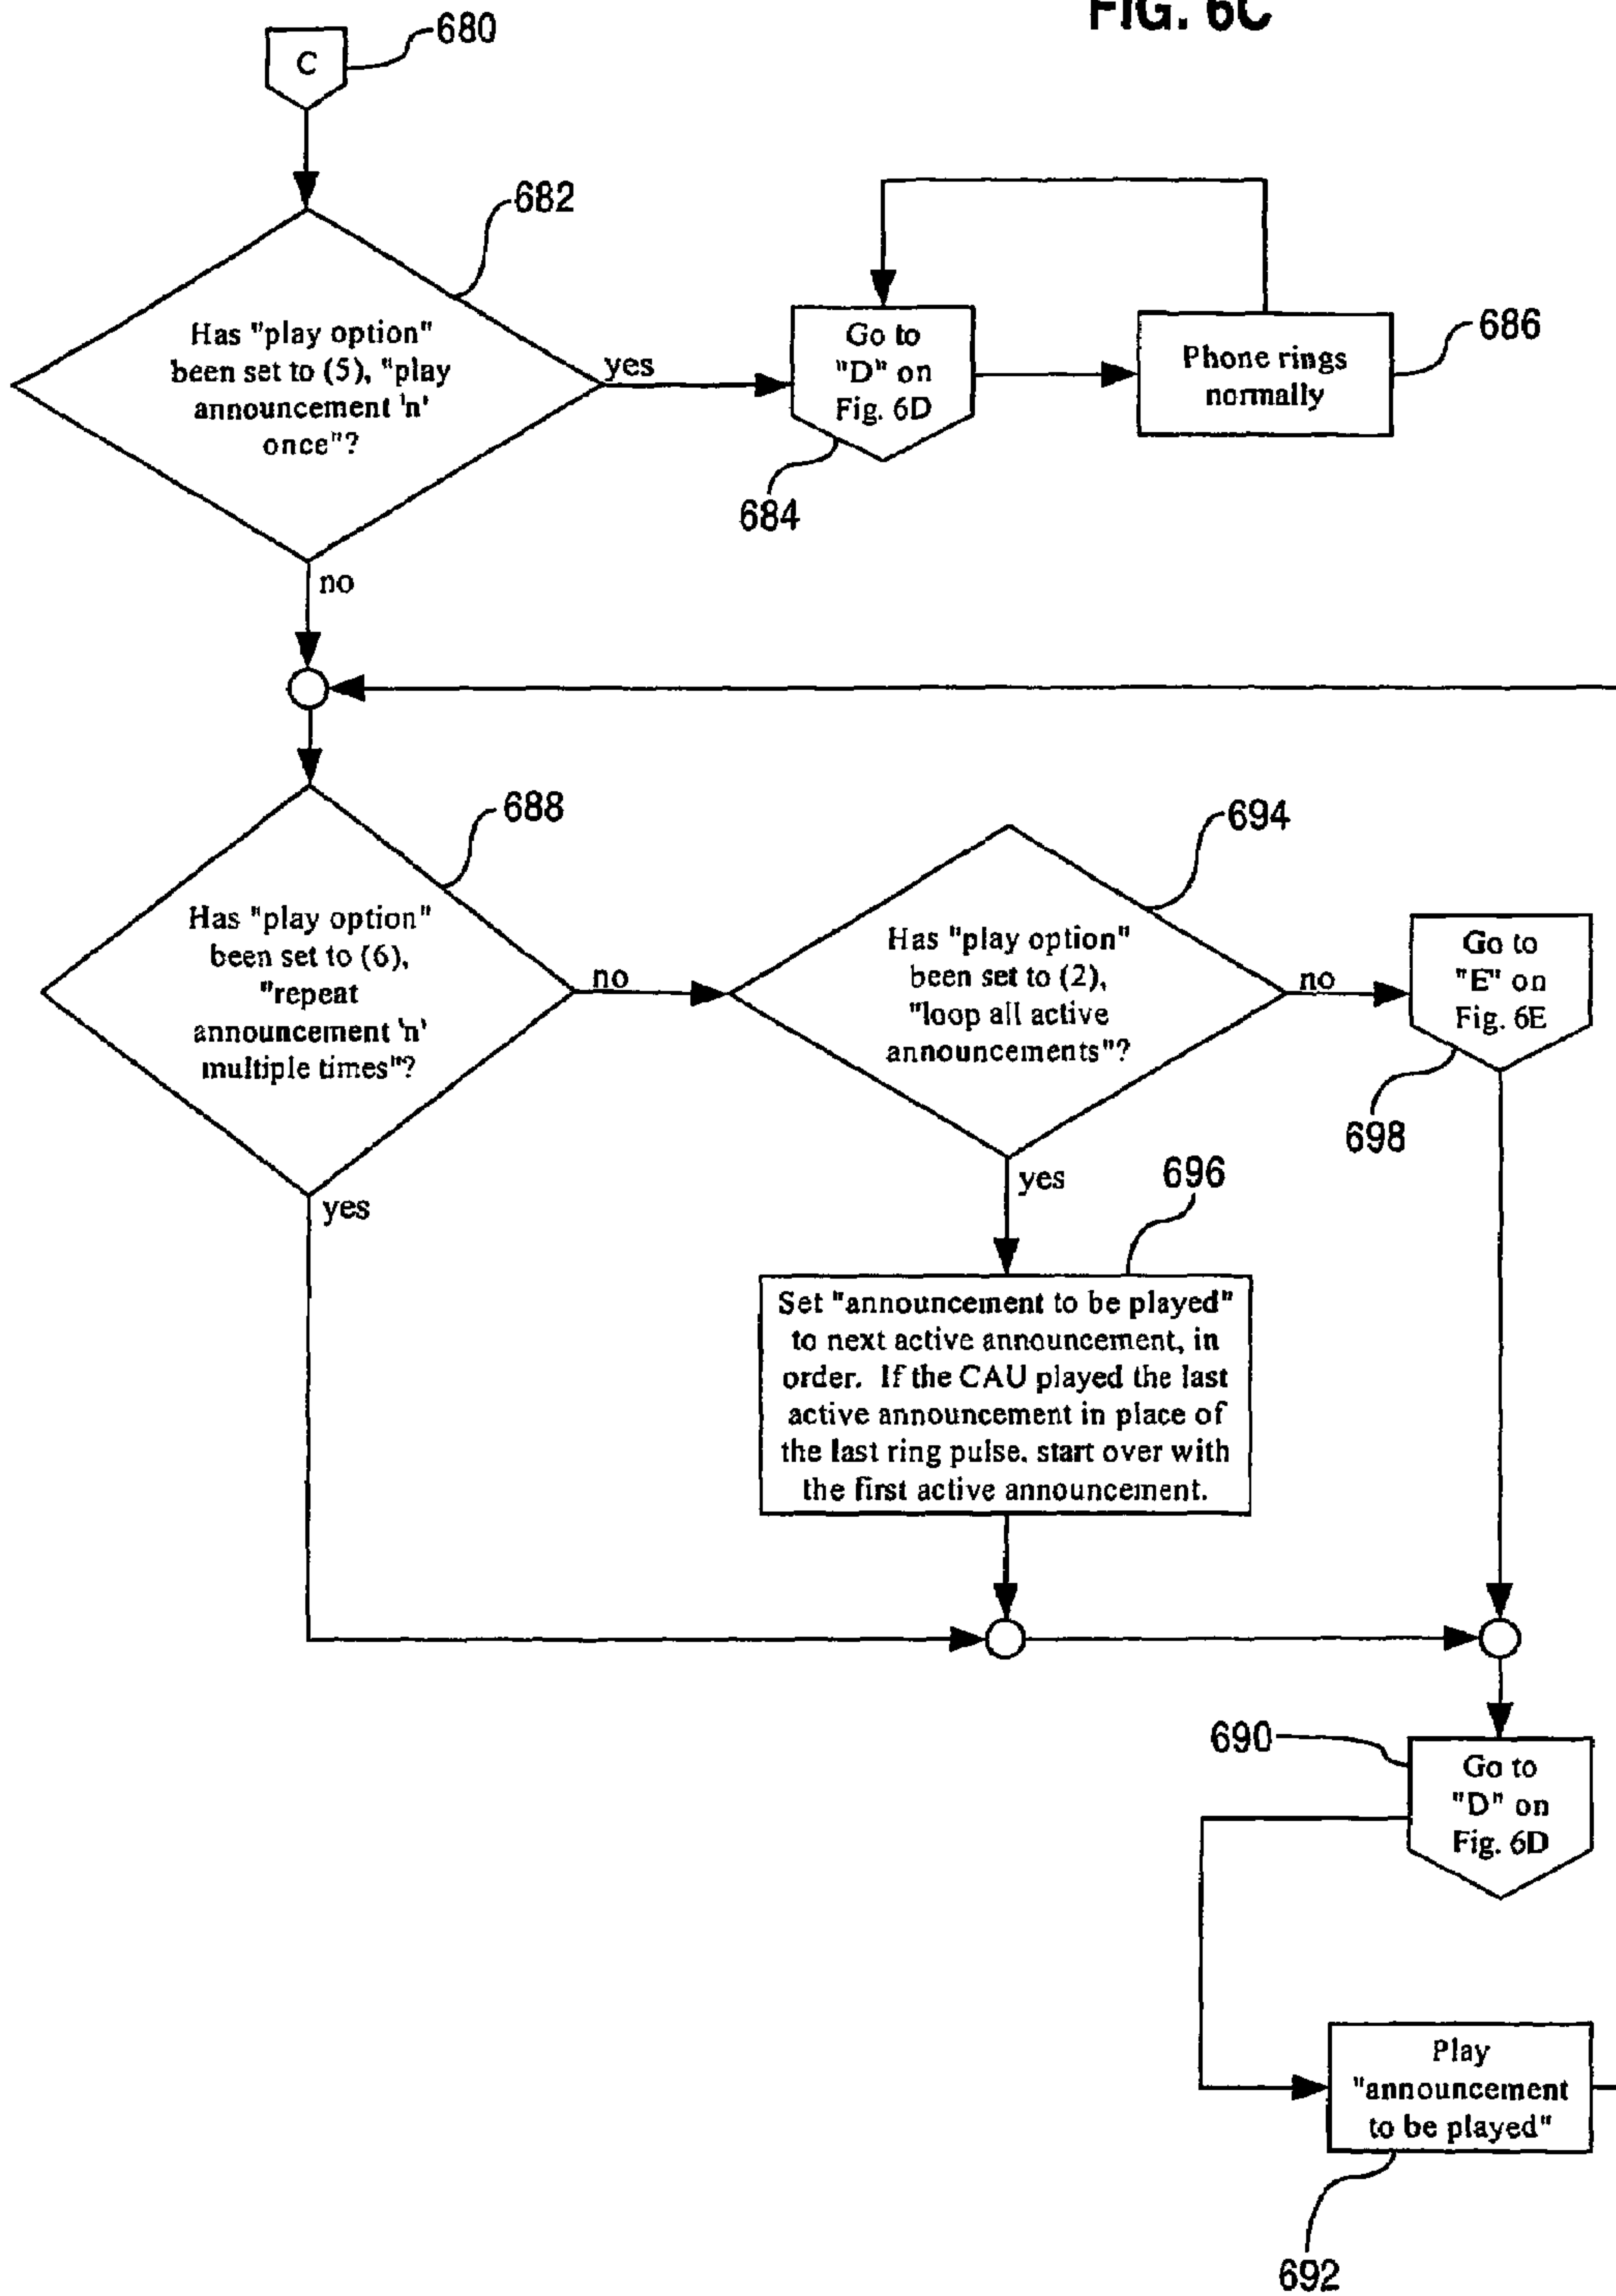 FIG. 6C
C
680
682
Has "play option"
been set to (5), "play
announcement 'n'
once"?
yes
Go to
"D" on
Fig. 6D
684
Phone rings
normally
686
no
688
Has "play option"
been set to (6),
"repeat
announcement 'n'
multiple times"?
no
yes
694
Has "play option"
been set to (2),
"loop all active
announcements"?
no
Go to
"E" on
Fig. 6E
698
yes
696
Set "announcement to be played"
to next active announcement, in
order. If the CAU played the last
active announcement in place of
the last ring pulse, start over with
the first active announcement.
690
Go to
"D" on
Fig. 6D
Play
"announcement
to be played"
692